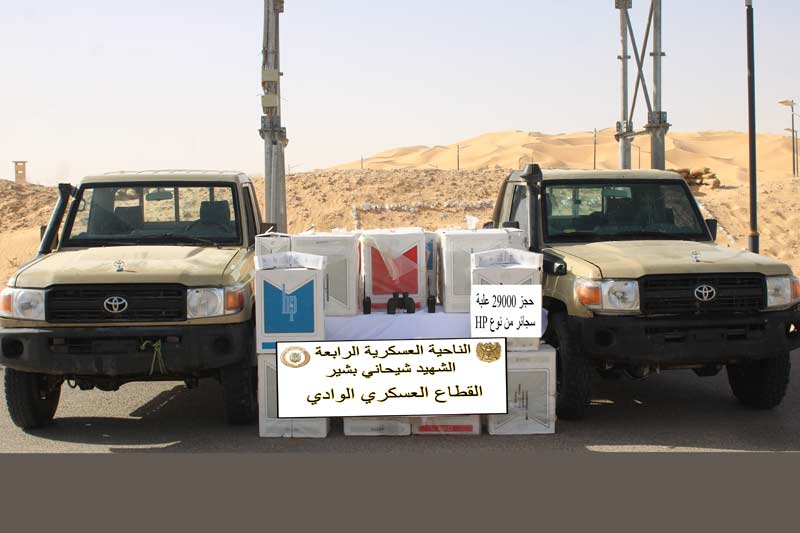 الناحية العسكرية الرابعة
الشهيد شيحاني بشير
القطاع العسكري الوادي
حجز 29000 علبة
سجائر من نوع HP